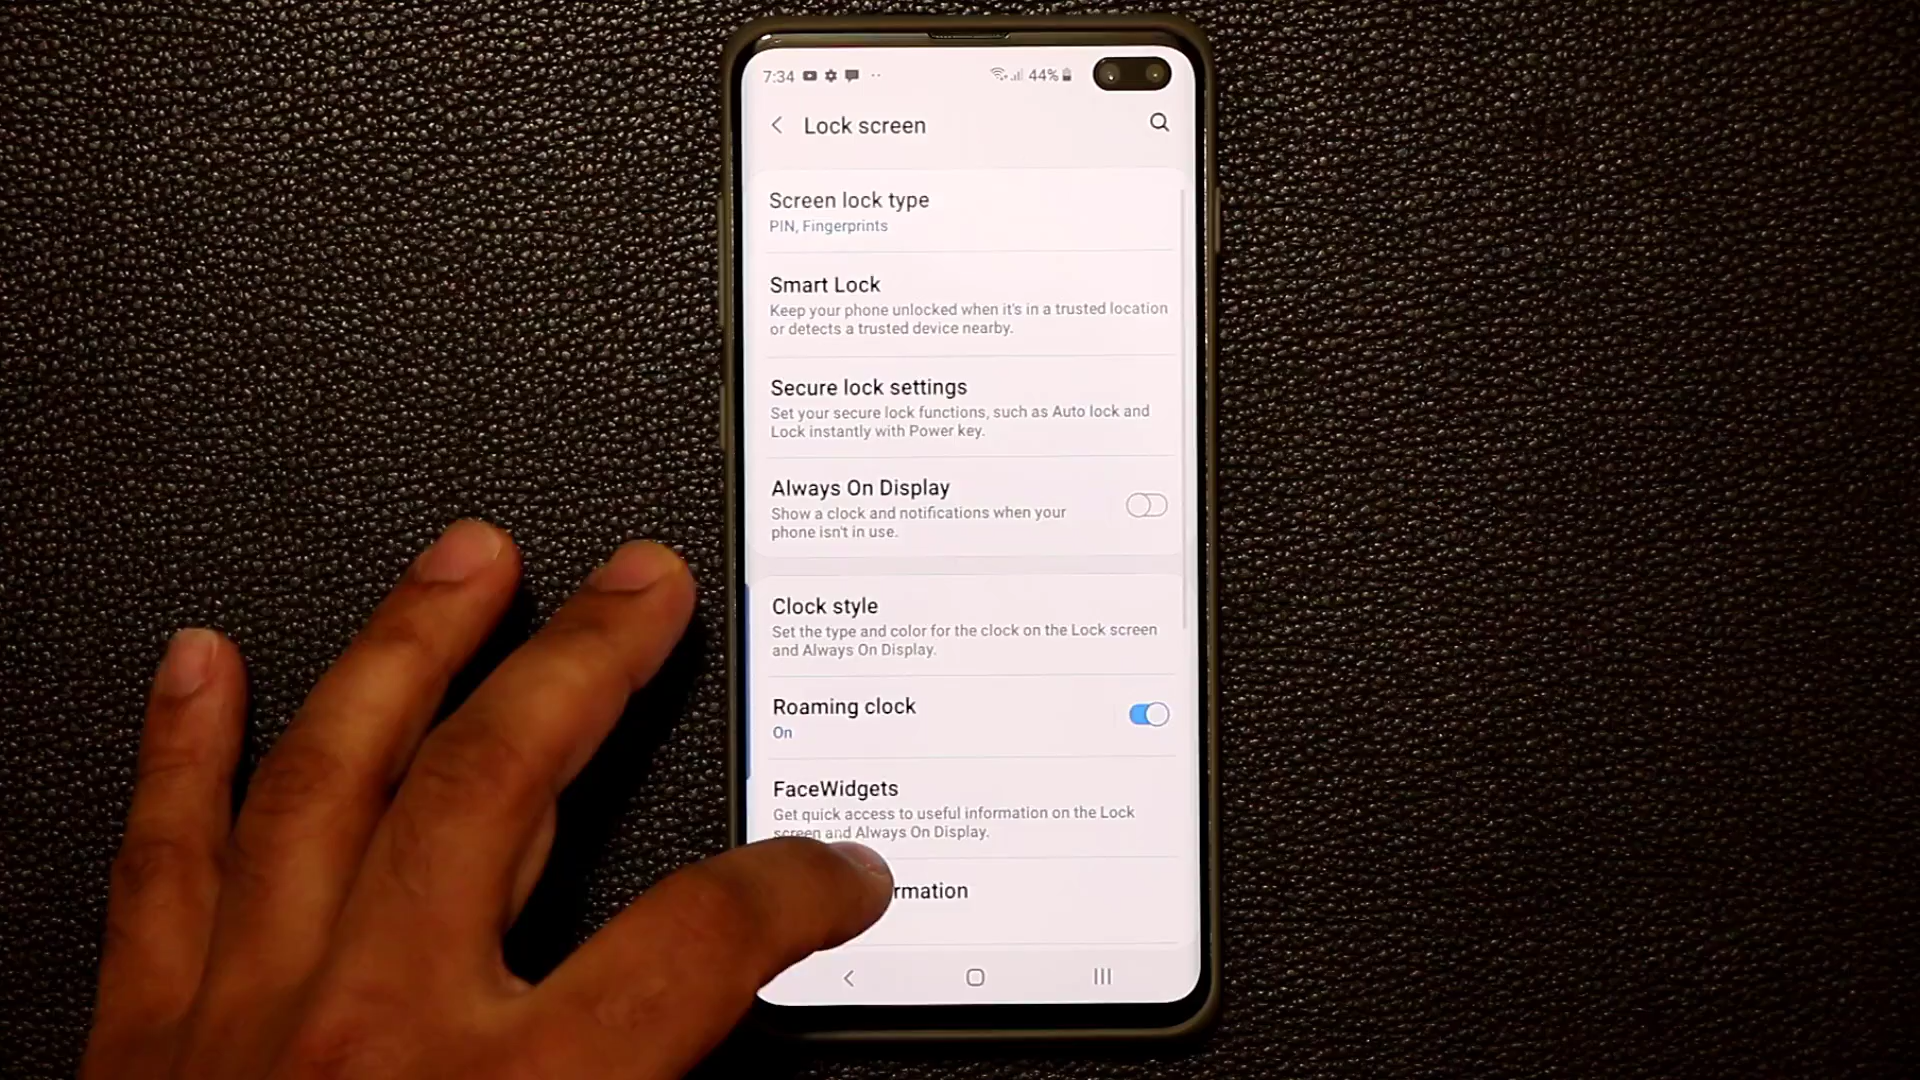 7:34
44%
Lock screen
Screen lock type
PIN, Fingerprints
Smart Lock
Keep your phone unlocked when it's in a trusted location
or detects a trusted device nearby.
Secure lock settings
Set your secure lock functions, such as Auto lock and
Lock instantly with Power key.
Always On Display
Show a clock and notifications when your
phone isn't in use.
Clock style
Set the type and color for the clock on the Lock screen
and Always On Display.
Roaming clock
On
FaceWidgets
Get quick access to useful information on the Lock
screen and Always On Display.
rmation